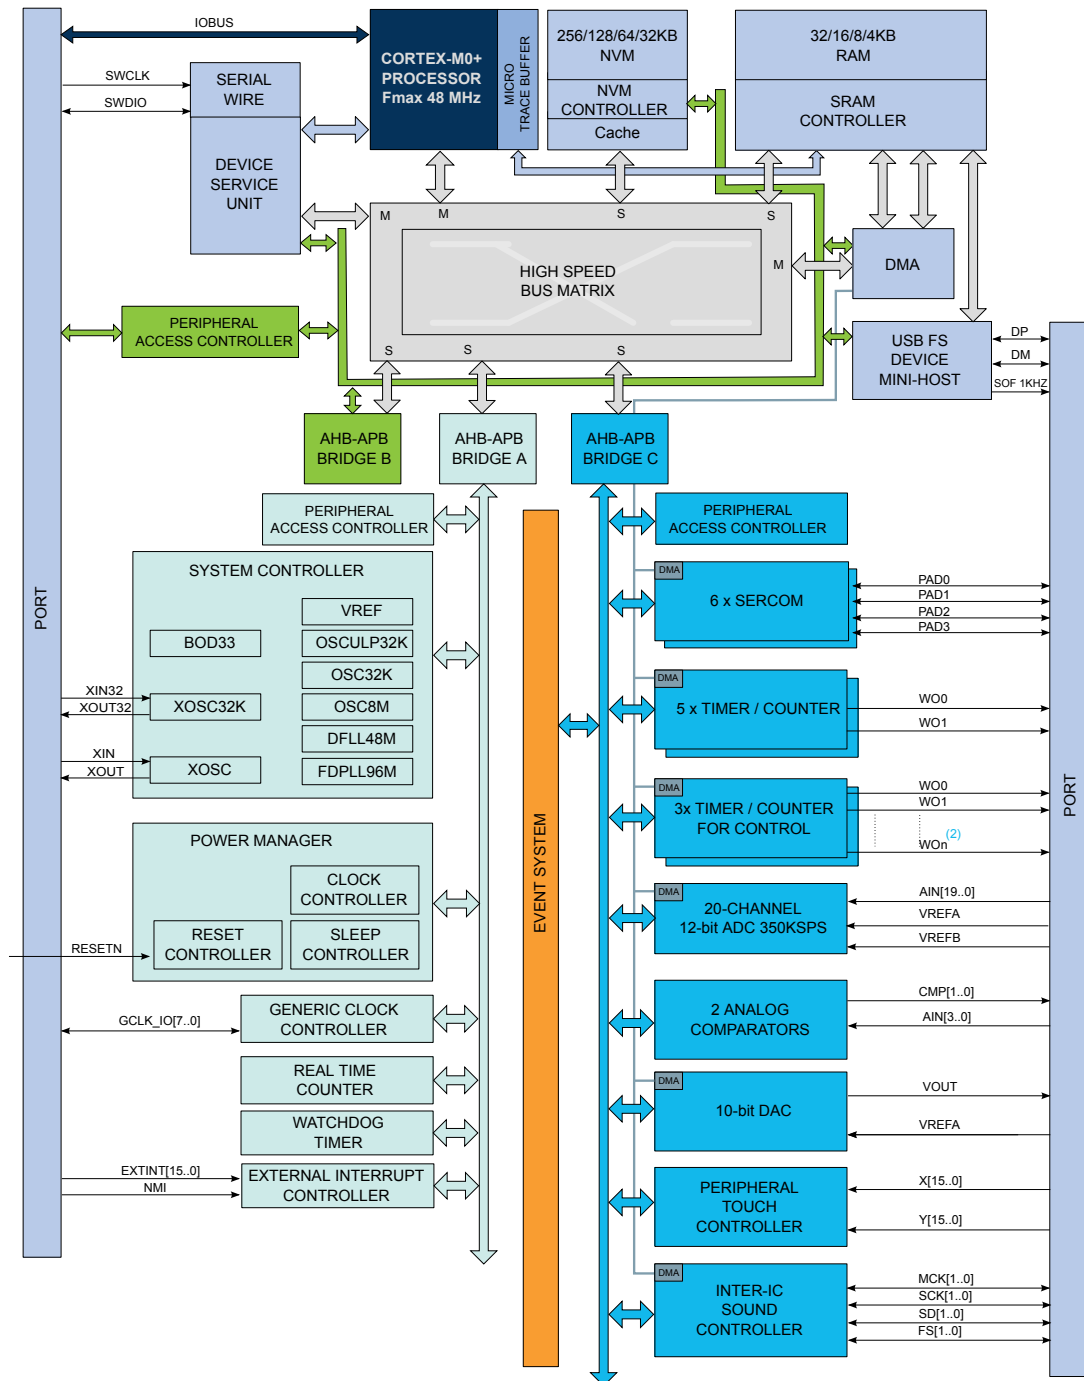 IOBUS
CORTEX-M0+
PROCESSOR
Fmax 48 MHz
MICRO
TRACE BUFFER
256/128/64/32KB
NVM
NVM
CONTROLLER
Cache
32/16/8/4KB
RAM
SRAM
CONTROLLER
SWCLK
SWDIO
SERIAL
WIRE
DEVICE
SERVICE
UNIT
M
M
S
S
HIGH SPEED
BUS MATRIX
M
DMA
PERIPHERAL
ACCESS CONTROLLER
S
S
S
USB FS
DEVICE
MINI-HOST
DP
DM
SOF 1KHZ
AHB-APB
BRIDGE B
AHB-APB
BRIDGE A
AHB-APB
BRIDGE C
PERIPHERAL
ACCESS CONTROLLER
PERIPHERAL
ACCESS CONTROLLER
PORT
SYSTEM CONTROLLER
VREF
BOD33
OSCULP32K
OSC32K
XIN32
XOUT32
XOSC32K
OSC8M
DFLL48M
XIN
XOUT
XOSC
FDPLL96M
POWER MANAGER
CLOCK
CONTROLLER
RESETN
RESET
CONTROLLER
SLEEP
CONTROLLER
GCLK_IO[7..0]
GENERIC CLOCK
CONTROLLER
REAL TIME
COUNTER
WATCHDOG
TIMER
EXTINT[15..0]
NMI
EXTERNAL INTERRUPT
CONTROLLER
EVENT SYSTEM
DMA
6 x SERCOM
PAD0
PAD1
PAD2
PAD3
DMA
5 x TIMER / COUNTER
WO0
WO1
DMA
3x TIMER / COUNTER
FOR CONTROL
WO0
WO1
(2)
WOn
DMA
20-CHANNEL
12-bit ADC 350KSPS
AIN[19..0]
VREFA
VREFB
2 ANALOG
COMPARATORS
CMP[1..0]
AIN[3..0]
DMA
10-bit DAC
VOUT
VREFA
PERIPHERAL
TOUCH
CONTROLLER
X[15..0]
Y[15..0]
DMA
INTER-IC
SOUND
CONTROLLER
MCK[1..0]
SCK[1..0]
SD[1..0]
FS[1..0]
PORT